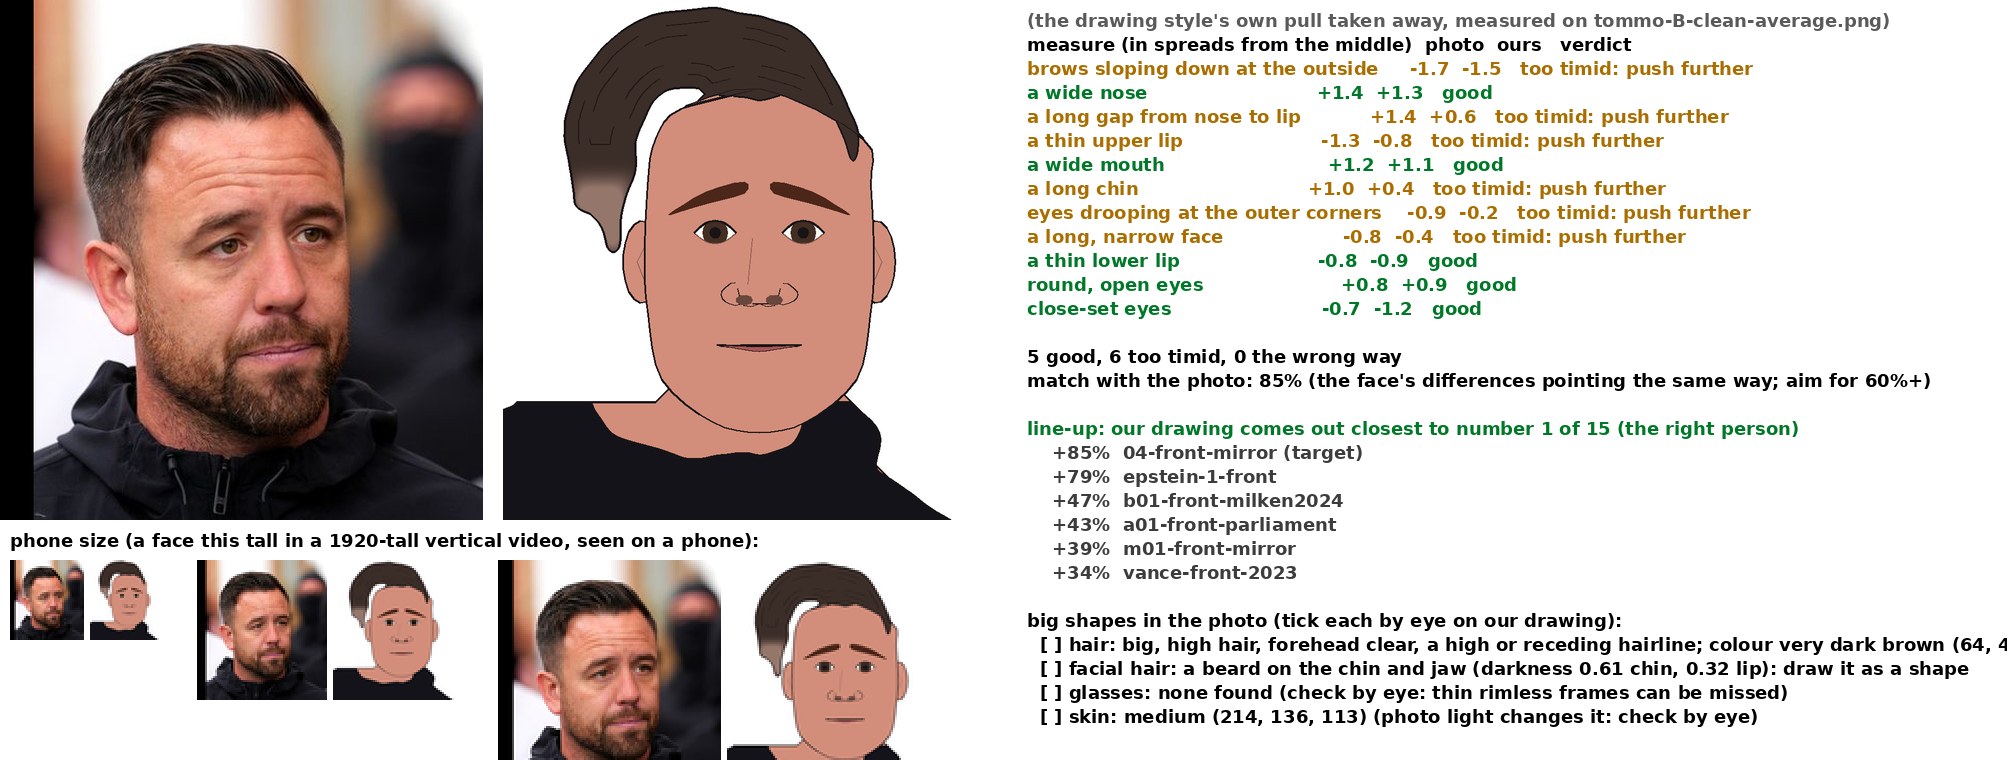 (the drawing style's own pull taken away, measured on tommo-B-clean-average.png)
measure (in spreads from the middle) photo ours verdict
brows sloping down at the outside -1.7 -1.5 too timid: push further
a wide nose +1.4 +1.3 good
a long gap from nose to lip +1.4 +0.6 too timid: push further
a thin upper lip -1.3 -0.8 too timid: push further
a wide mouth +1.2 +1.1 good
a long chin +1.0 +0.4 too timid: push further
eyes drooping at the outer corners -0.9 -0.2 too timid: push further
a long, narrow face -0.8 -0.4 too timid: push further
a thin lower lip -0.8 -0.9 good
round, open eyes +0.8 +0.9 good
close-set eyes -0.7 -1.2 good
5 good, 6 too timid, 0 the wrong way
match with the photo: 85% (the face's differences pointing the same way; aim for 60%+)
line-up: our drawing comes out closest to number 1 of 15 (the right person)
+85% 04-front-mirror (target)
+79% epstein-1-front
+47% b01-front-milken2024
+43% a01-front-parliament
+39% m01-front-mirror
+34% vance-front-2023
big shapes in the photo (tick each by eye on our drawing):
[ ] hair: big, high hair, forehead clear, a high or receding hairline; colour very dark brown (64, 4
[ ] facial hair: a beard on the chin and jaw (darkness 0.61 chin, 0.32 lip): draw it as a shape
[ ] glasses: none found (check by eye: thin rimless frames can be missed)
[ ] skin: medium (214, 136, 113) (photo light changes it: check by eye)
phone size (a face this tall in a 1920-tall vertical video, seen on a phone):